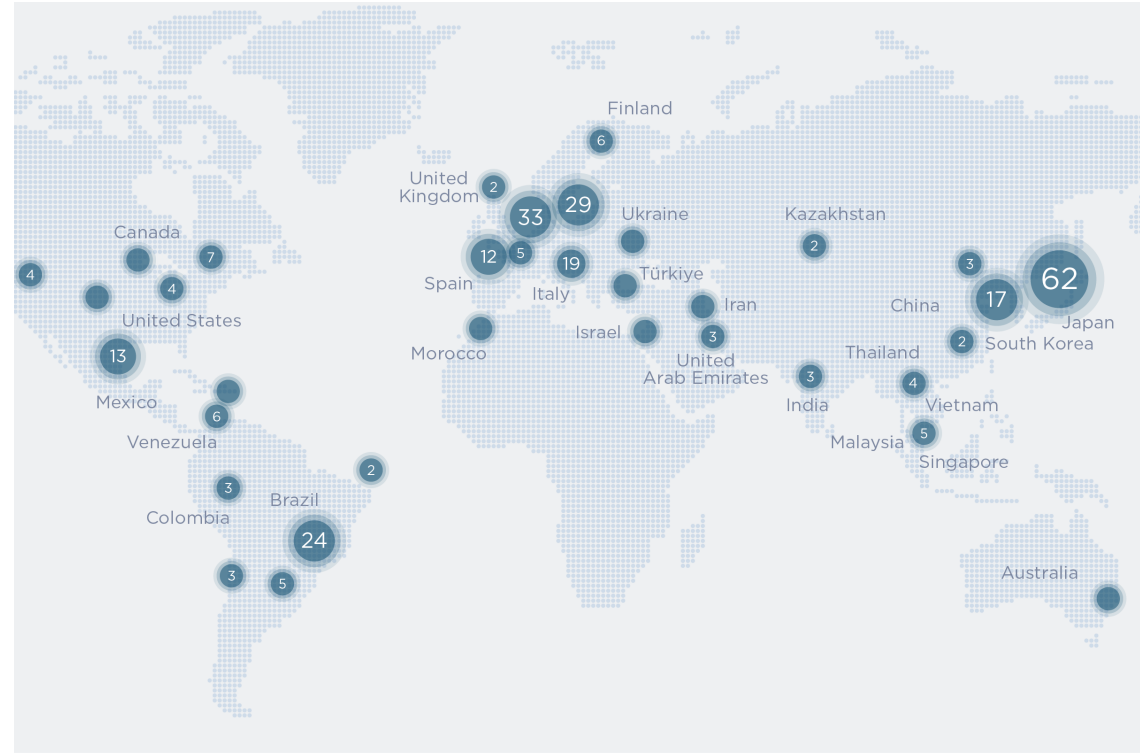 Finland
6
United
Kingdom
2
33
29
Ukraine
Kazakhstan
2
Canada
7
12
5
19
3
62
4
4
Spain
Italy
Türkiye
17
China
Iran
Japan
United States
13
Morocco
Israel
3
2
South Korea
United
Arab Emirates
Thailand
3
4
Mexico
6
India
Vietnam
Venezuela
5
Malaysia
Singapore
2
3
Brazil
Colombia
24
3
5
Australia